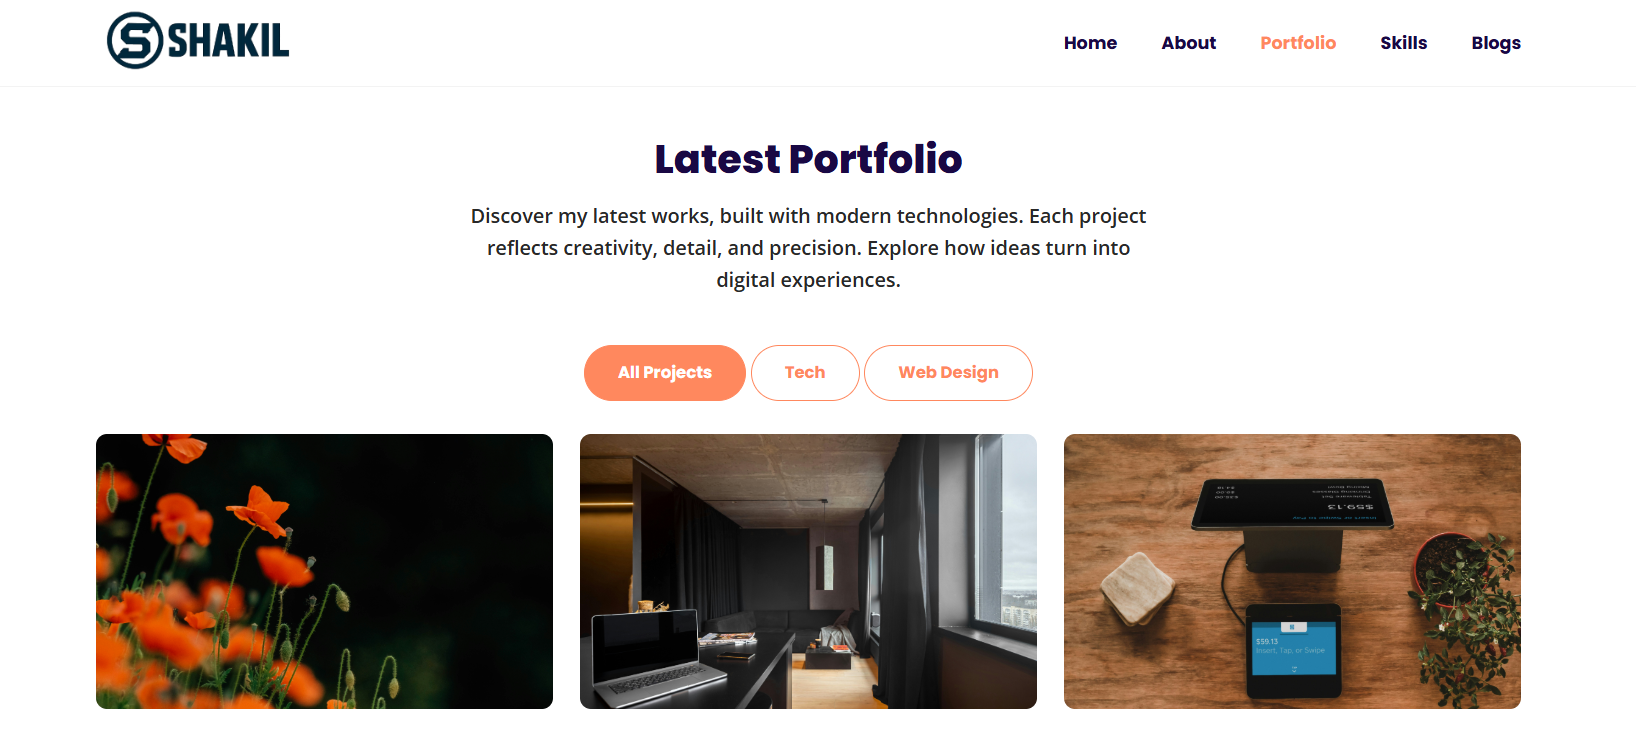 SHAKIL
Home About Portfolio Skills Blogs
Latest Portfolio
Discover my latest works, built with modern technologies. Each project
reflects creativity, detail, and precision. Explore how ideas turn into
digital experiences.
All Projects Tech Web Design
$59.13
$59.13
Insert, Tap, or Swipe